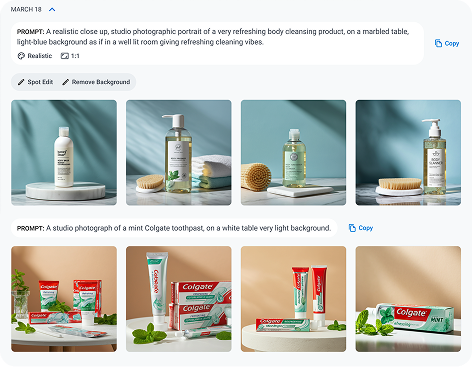 MARCH 18
PROMPT: A realistic close up, studio photographic portrait of a very refreshing body cleansing product, on a marbled table,
light-blue background as if in a well lit room giving refreshing cleaning vibes.
Copy
Realistic 1:1
Spot Edit Remove Background
PROMPT: A studio photograph of a mint Colgate toothpast, on a white table very light background.
Copy
Colgate Colgate
Colgate
Colgate
Colgate
Colgate
Colgate
MINT